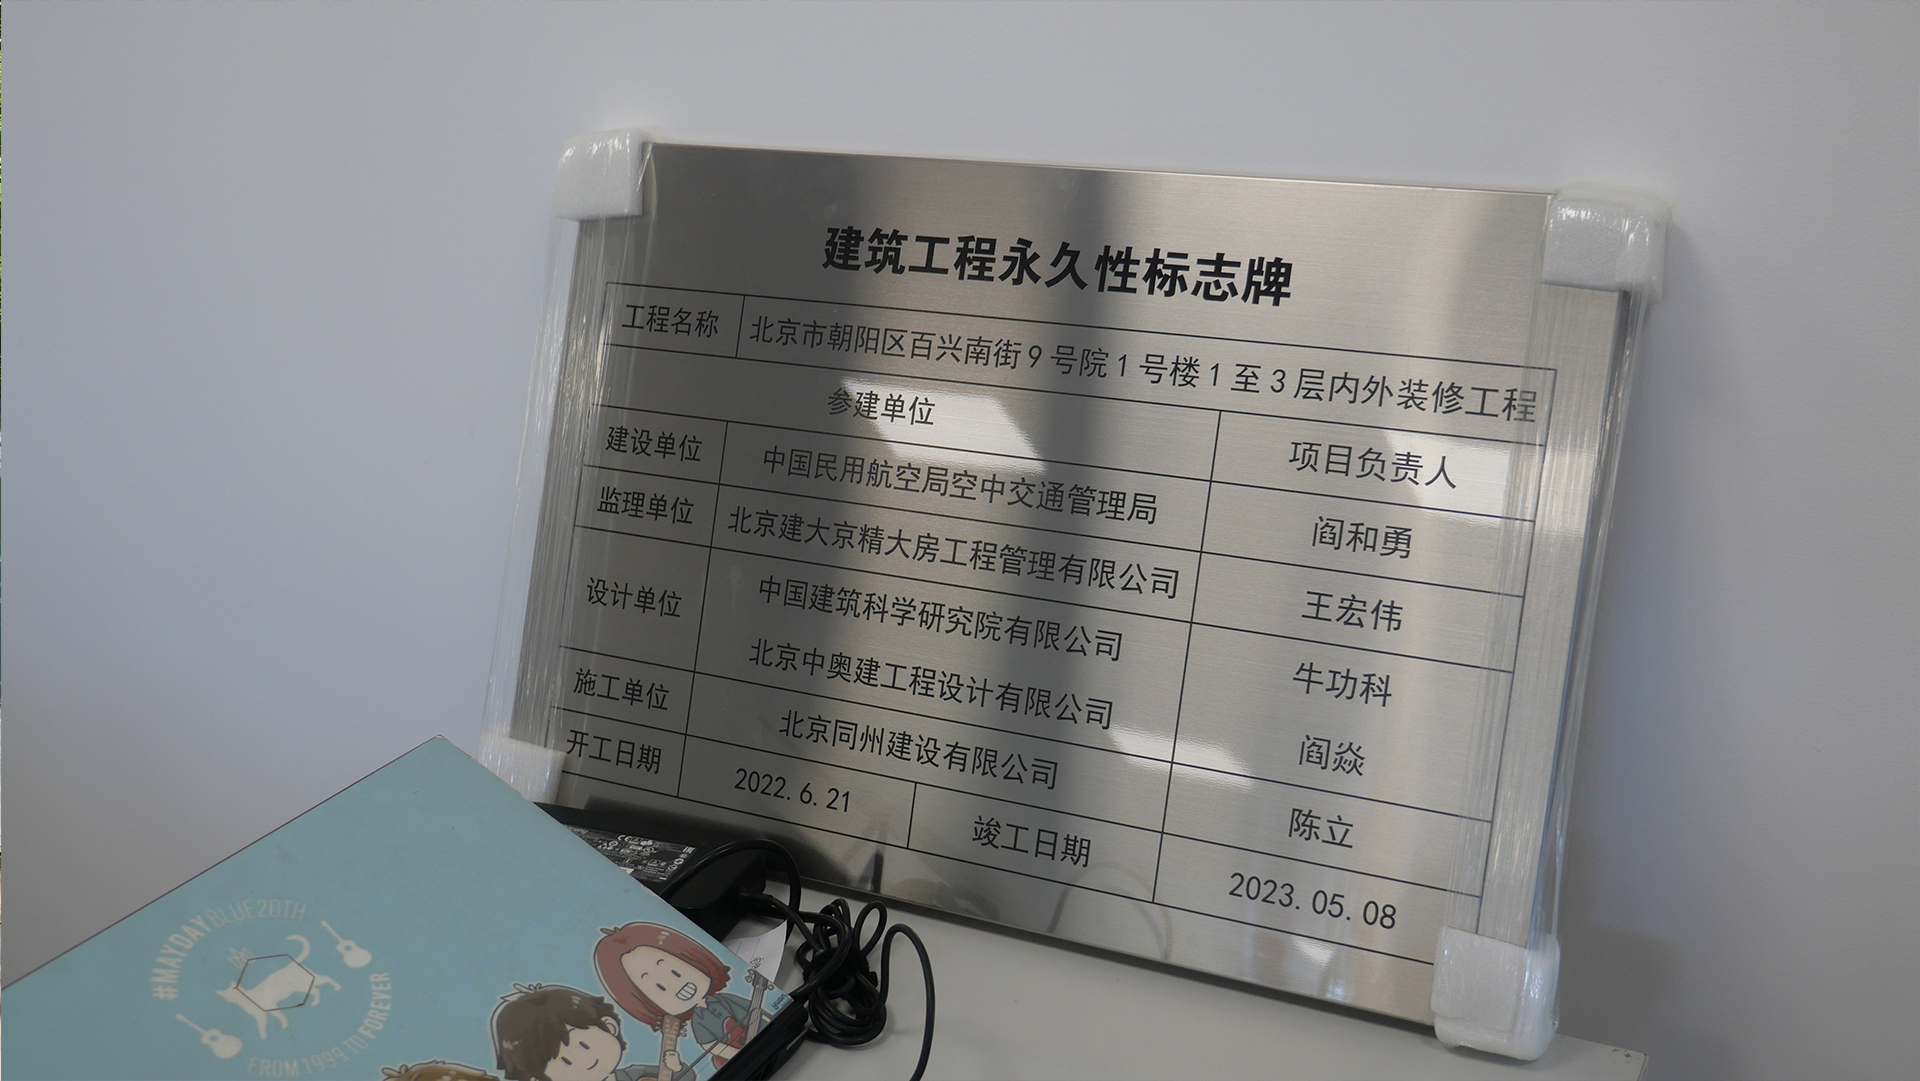 建筑工程永久性标志牌
工程名称 北京市朝阳区百兴南街9号院1号楼1至3层内外装修工程
参建单位 项目负责人
建设单位 中国民用航空局空中交通管理局 阎和勇
监理单位 北京建大京精大房工程管理有限公司 王宏伟
设计单位 中国建筑科学研究院有限公司 牛功科
北京中奥建工程设计有限公司 阎焱
施工单位 北京同州建设有限公司 陈立
开工日期 2022.6.21 竣工日期 2023.05.08
#MAYDAYBLUE20TH
FROM 1999 TO FOREVER